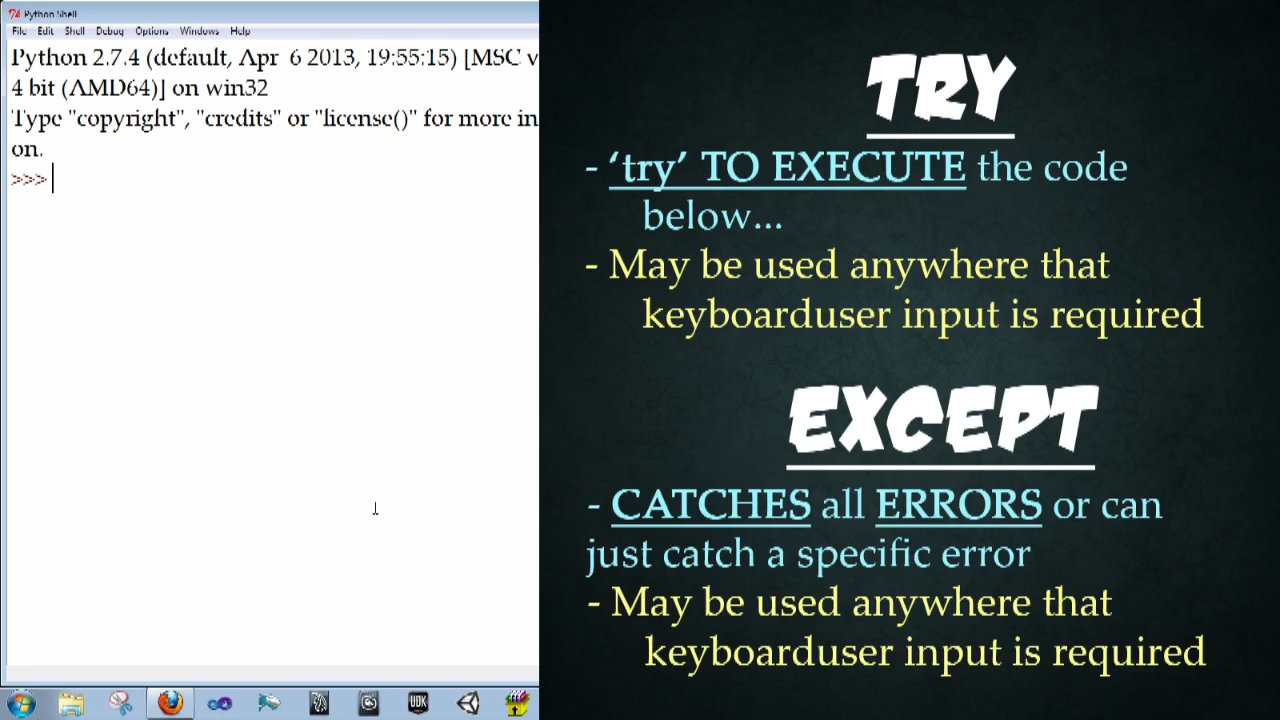 Python Shell
File Edit Shell Debug Options Windows Help
Python 2.7.4 (default, Apr 6 2013, 19:55:15) [MSC v
4 bit (AMD64)] on win32
Type "copyright", "credits" or "license()" for more in
on.
>>>
TRY
- ‘try’ TO EXECUTE the code
below...
- May be used anywhere that
keyboarduser input is required
EXCEPT
- CATCHES all ERRORS or can
just catch a specific error
- May be used anywhere that
keyboarduser input is required
UDK